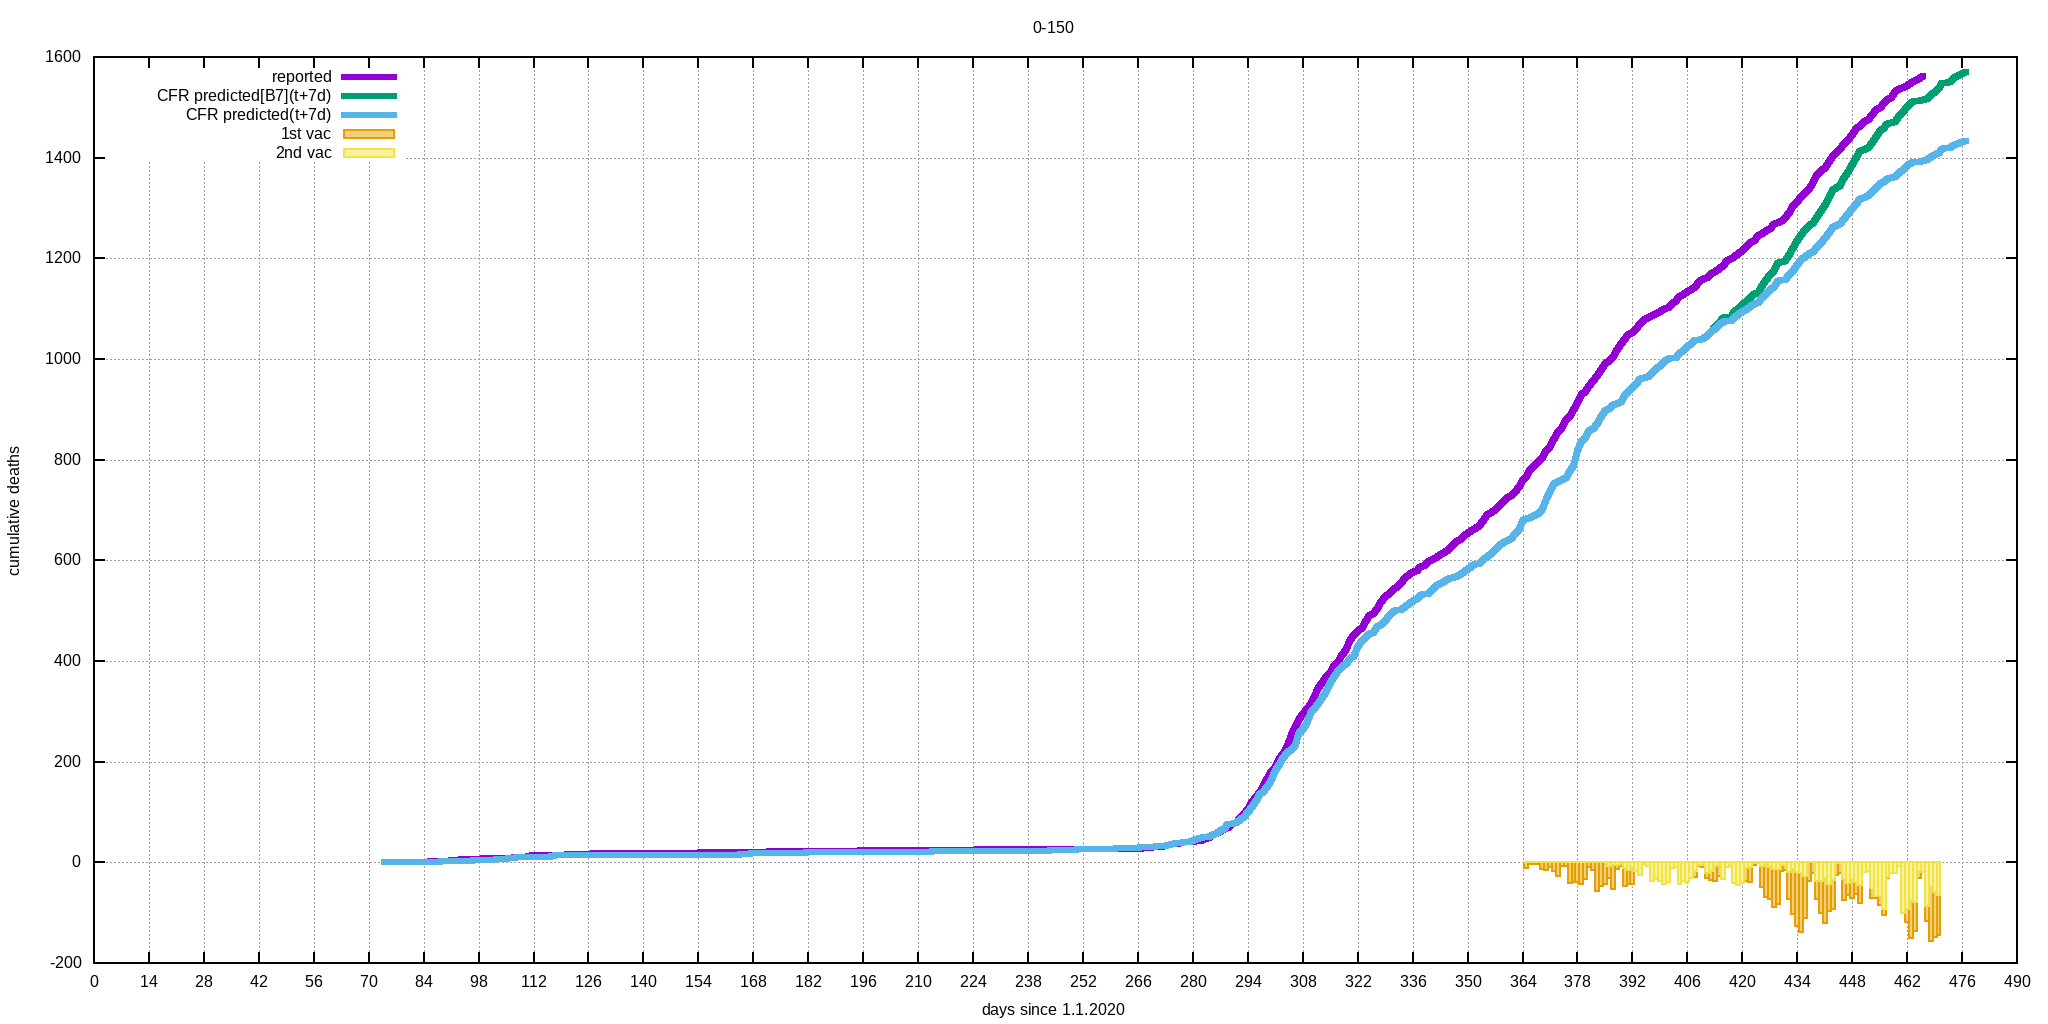 0-150
1600
1400
1200
1000
800
600
400
200
0
-200
cumulative deaths
reported
CFR predicted[B7](t+7d)
CFR predicted(t+7d)
1st vac
2nd vac
0 14 28 42 56 70 84 98 112 126 140 154 168 182 196 210 224 238 252 266 280 294 308 322 336 350 364 378 392 406 420 434 448 462 476 490
days since 1.1.2020